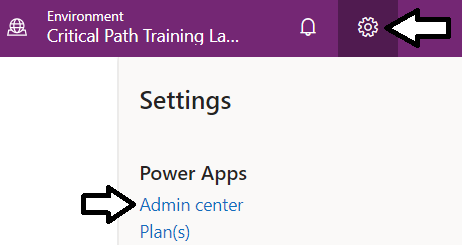 Environment
Critical Path Training La...
Settings
Power Apps
Admin center
Plan(s)